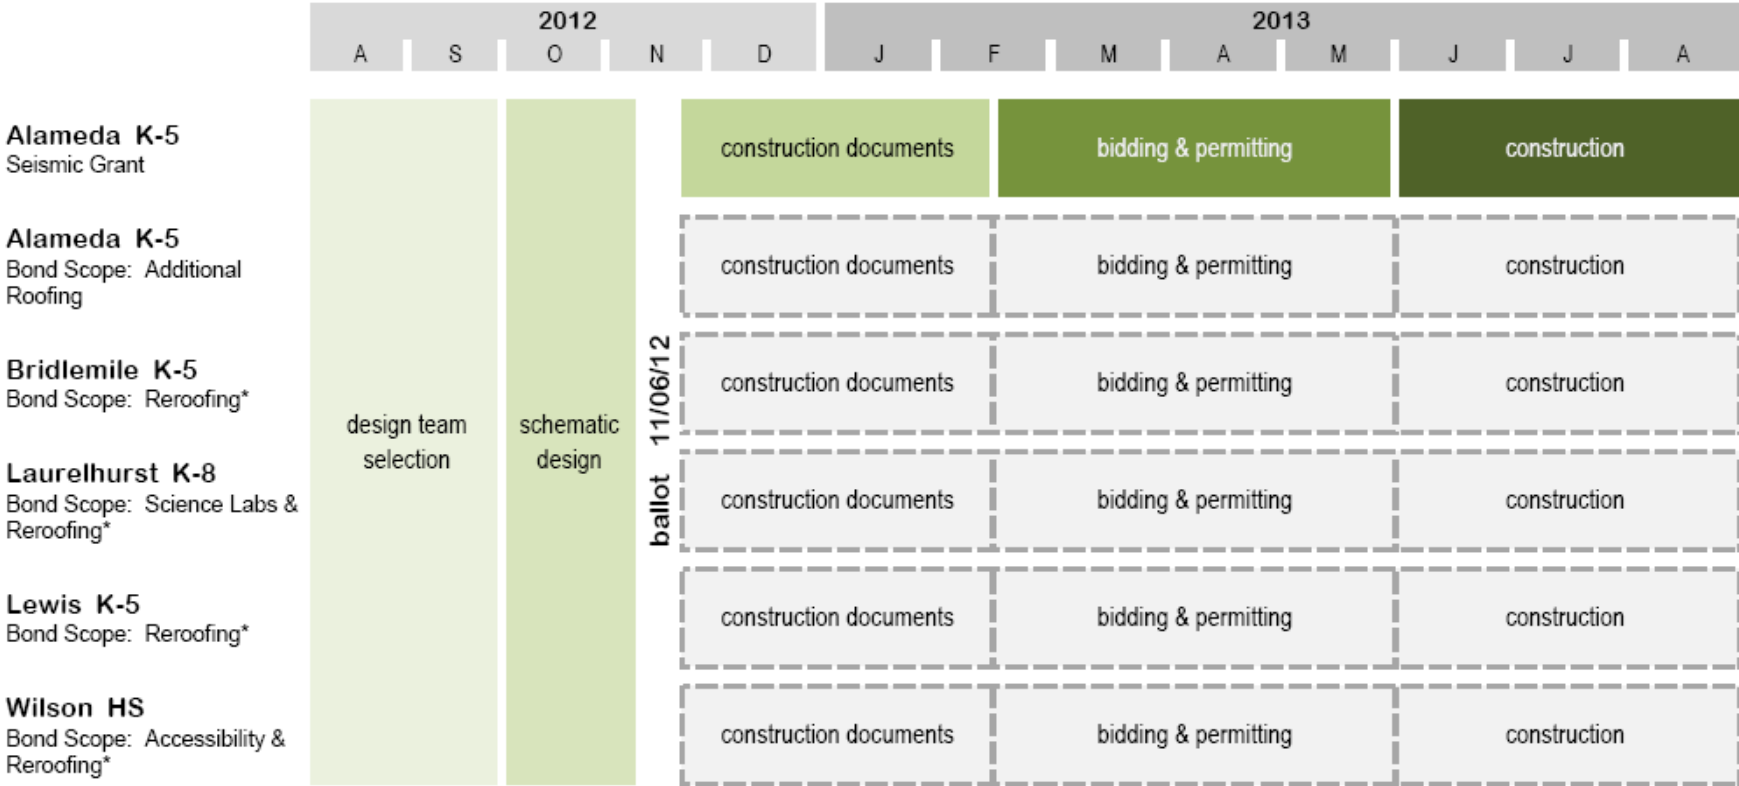 2012
2013
A S O N D J F M A M J J A
Alameda K-5
Seismic Grant
construction documents
bidding & permitting
construction
Alameda K-5
Bond Scope: Additional
Roofing
construction documents
bidding & permitting
construction
Bridlemile K-5
Bond Scope: Reroofing*
construction documents
bidding & permitting
construction
design team
selection
schematic
design
ballot 11/06/12
Laurelhurst K-8
Bond Scope: Science Labs &
Reroofing*
construction documents
bidding & permitting
construction
Lewis K-5
Bond Scope: Reroofing*
construction documents
bidding & permitting
construction
Wilson HS
Bond Scope: Accessibility &
Reroofing*
construction documents
bidding & permitting
construction